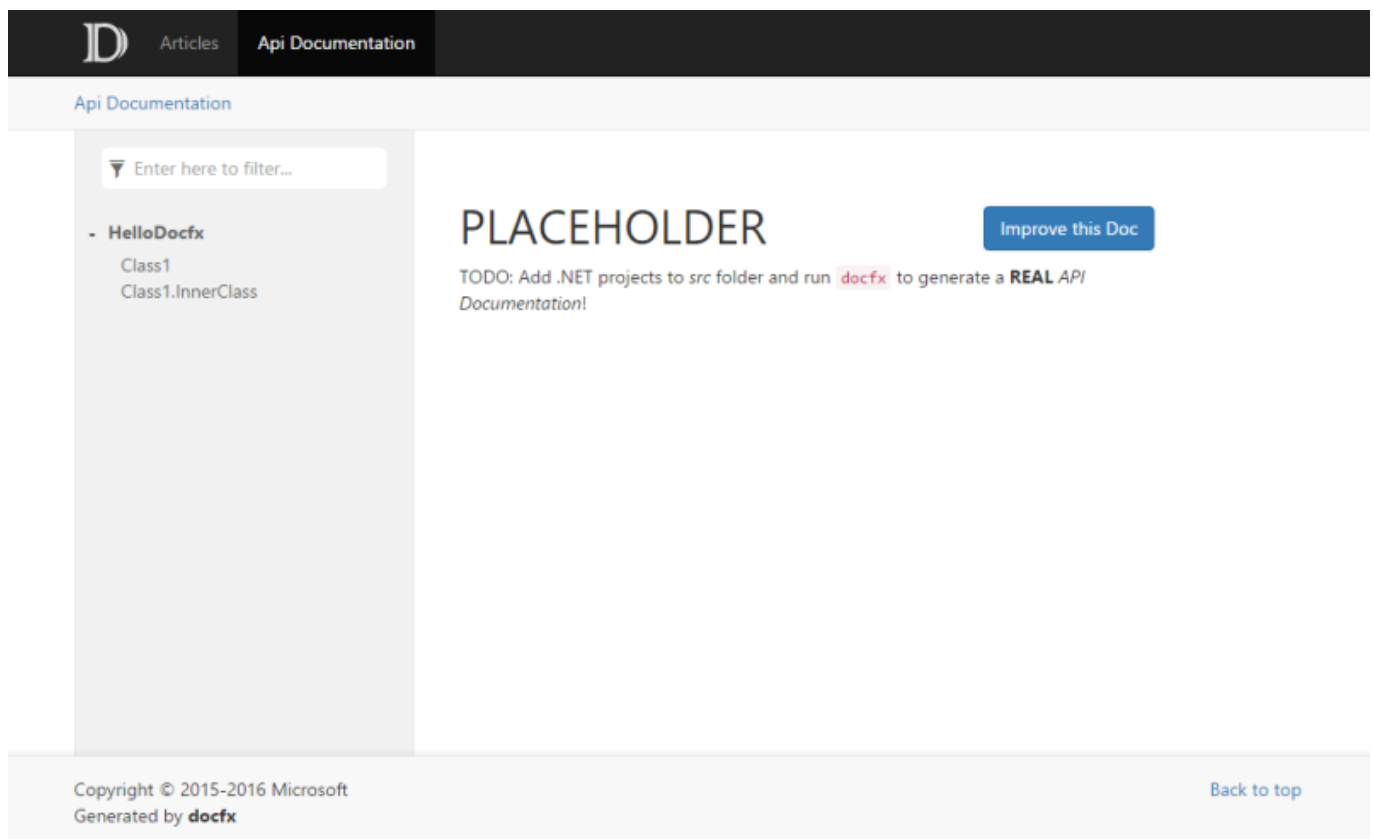 Articles Api Documentation
Api Documentation
Enter here to filter...
- HelloDocfx
Class1
Class1.InnerClass
PLACEHOLDER
Improve this Doc
TODO: Add .NET projects to src folder and run docfx to generate a REAL API
Documentation!
Copyright © 2015-2016 Microsoft
Generated by docfx
Back to top